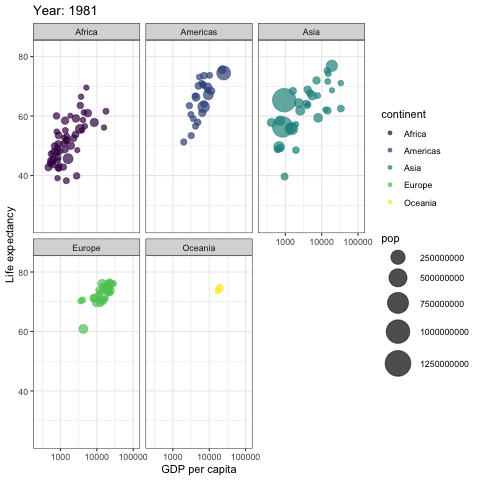 Year: 1981
Africa
Americas
Asia
80
60
40
1000
10000
100000
Europe
Oceania
80
60
40
1000
10000
100000
1000
10000
100000
Life expectancy
GDP per capita
continent
Africa
Americas
Asia
Europe
Oceania
pop
250000000
500000000
750000000
1000000000
1250000000